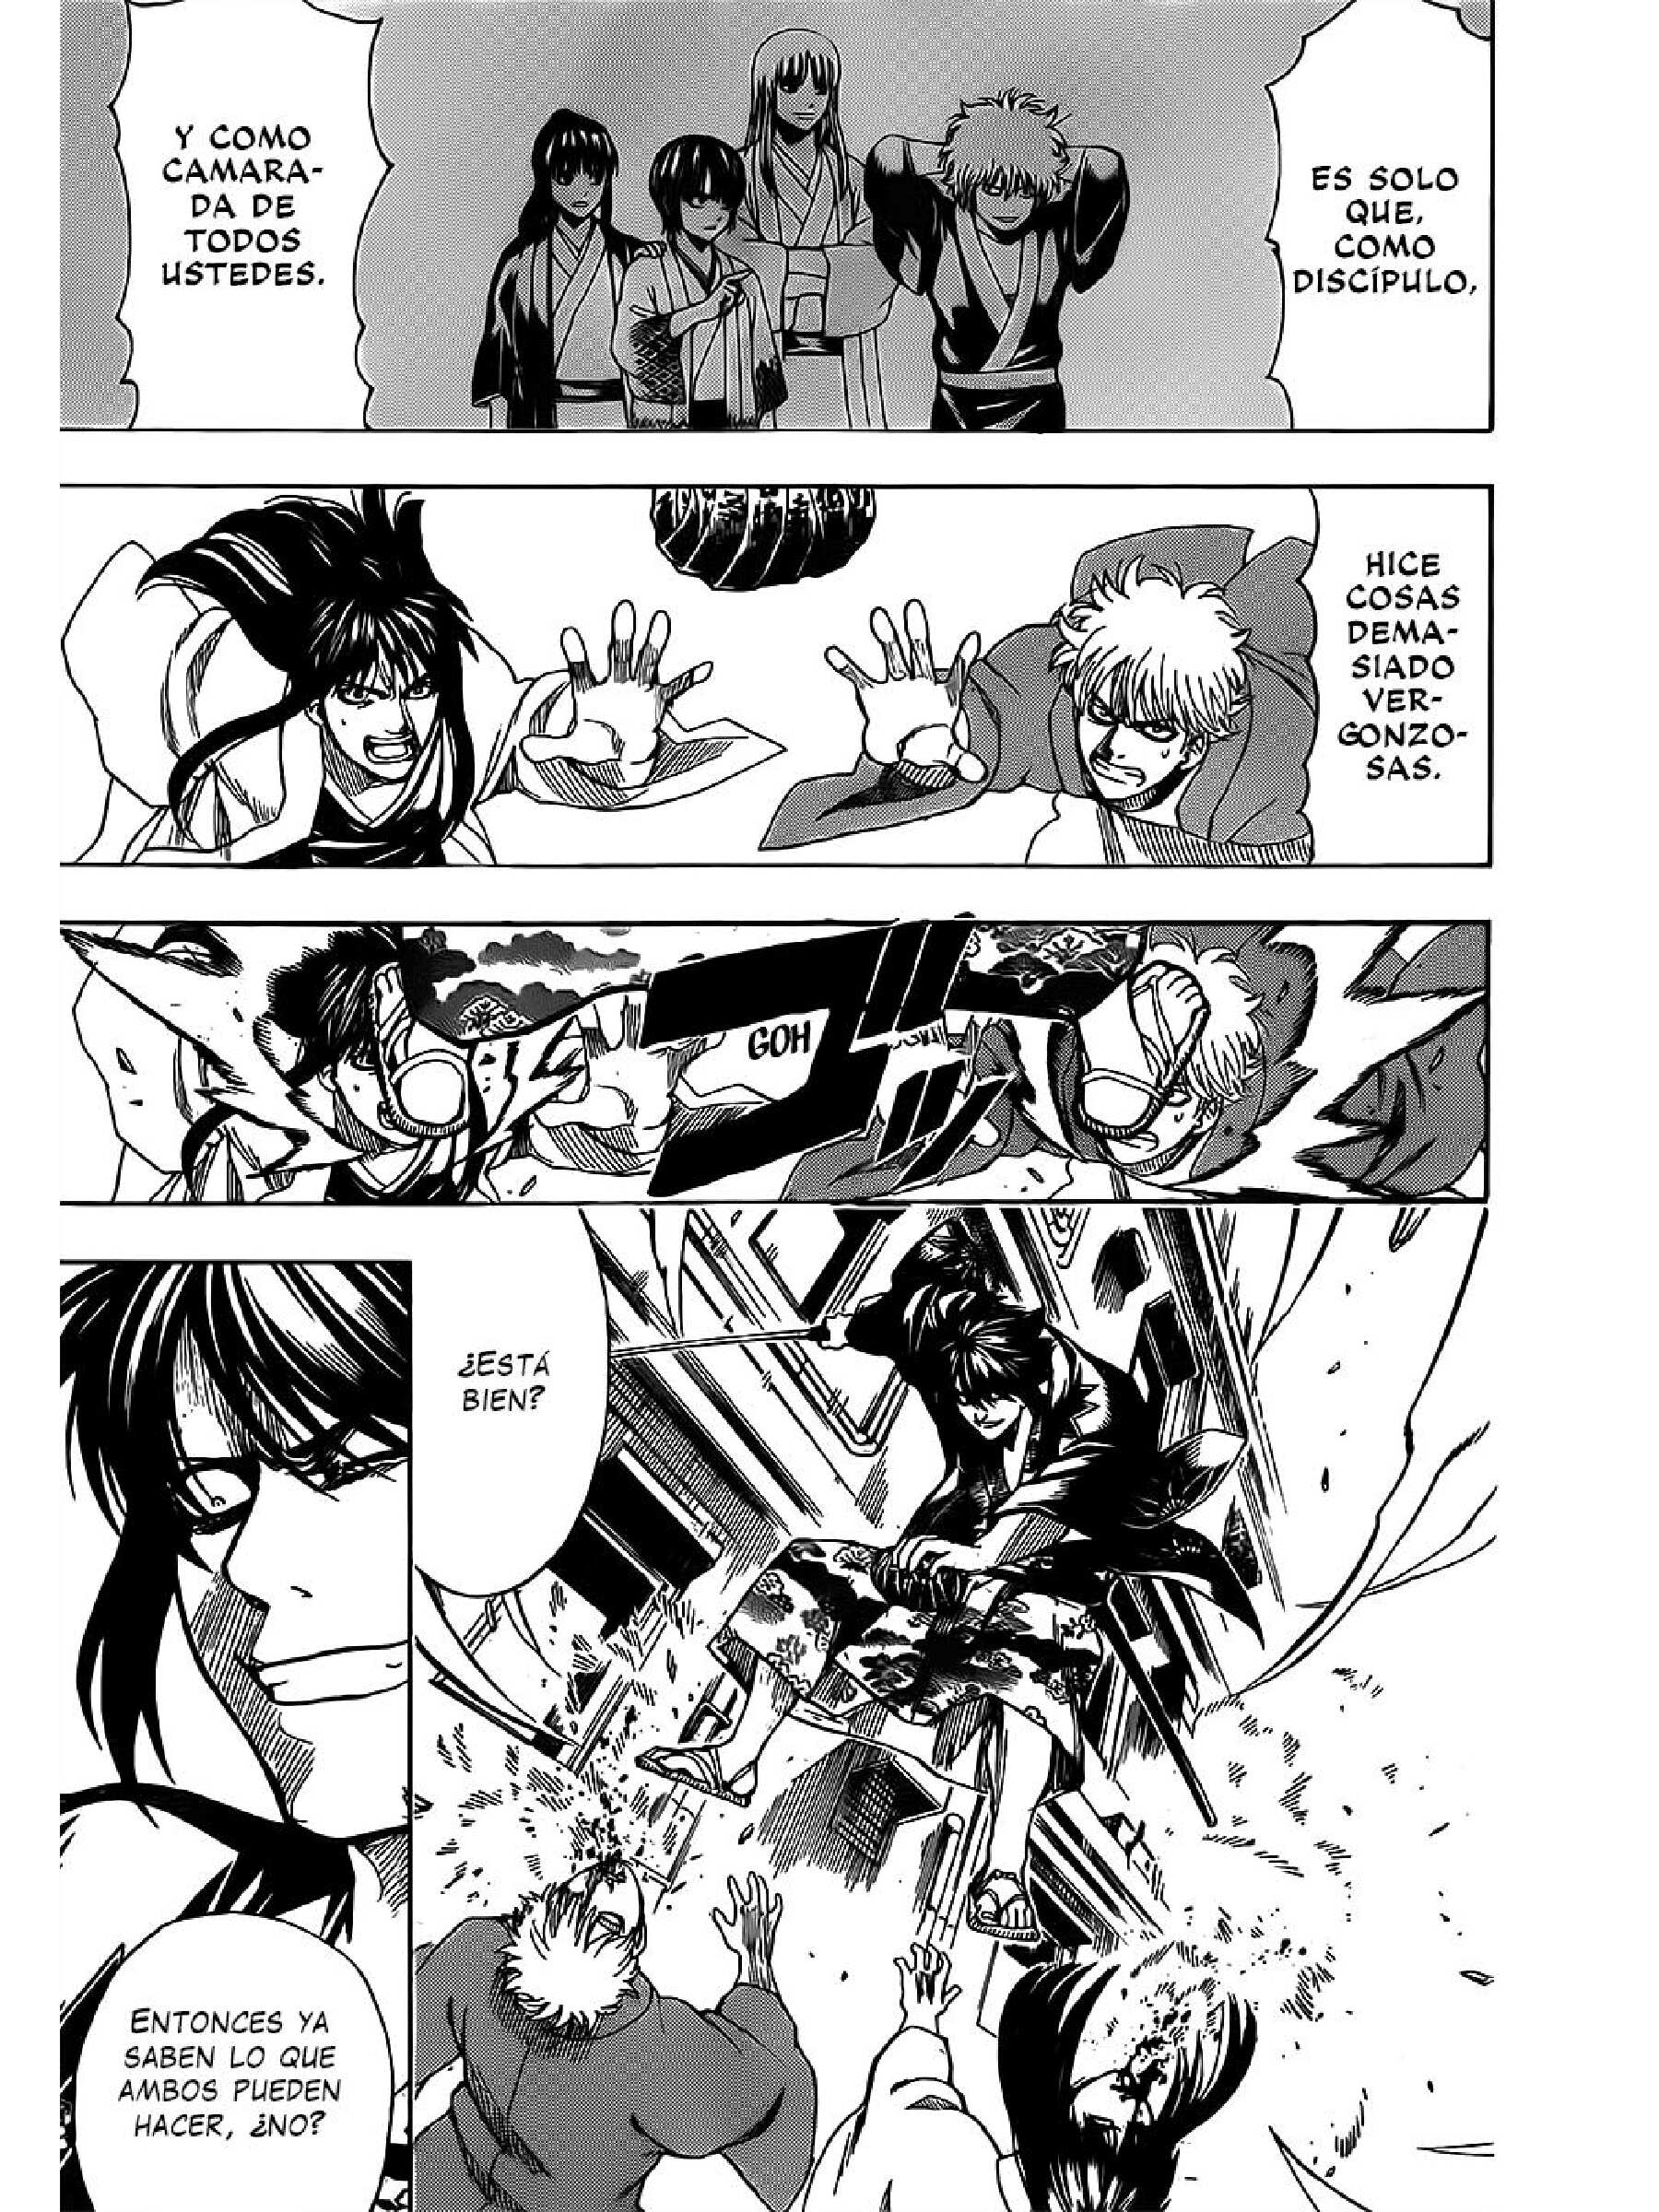 ES SOLO
QUE,
COMO
DISCÍPULO,
Y COMO
CAMARA-
DA DE
TODOS
USTEDES.
HICE
COSAS
DEMA-
SIADO
VER-
GONZO-
SAS.
GOH
¿ESTÁ
BIEN?
ENTONCES YA
SABEN LO QUE
AMBOS PUEDEN
HACER, ¿NO?